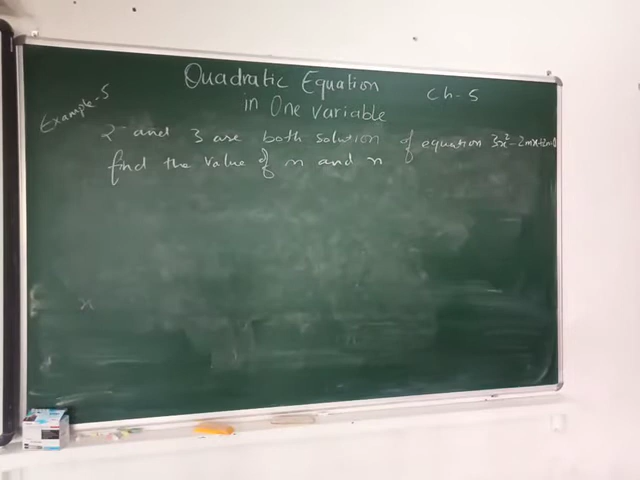 Quadratic Equation
in One variable
Ch-5
Example-5
2 and 3 are both solution of equation 3x²-2mx+2n=0
find the value of m and n
x